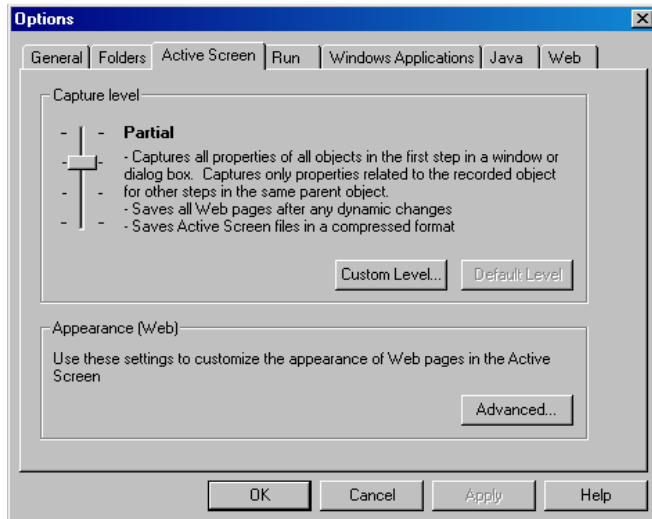 Options
General Folders Active Screen Run Windows Applications Java Web
Capture level
Partial
- Captures all properties of all objects in the first step in a window or
dialog box. Captures only properties related to the recorded object
for other steps in the same parent object.
- Saves all Web pages after any dynamic changes
- Saves Active Screen files in a compressed format
Custom Level... Default Level
Appearance (Web)
Use these settings to customize the appearance of Web pages in the Active
Screen
Advanced...
OK Cancel Apply Help